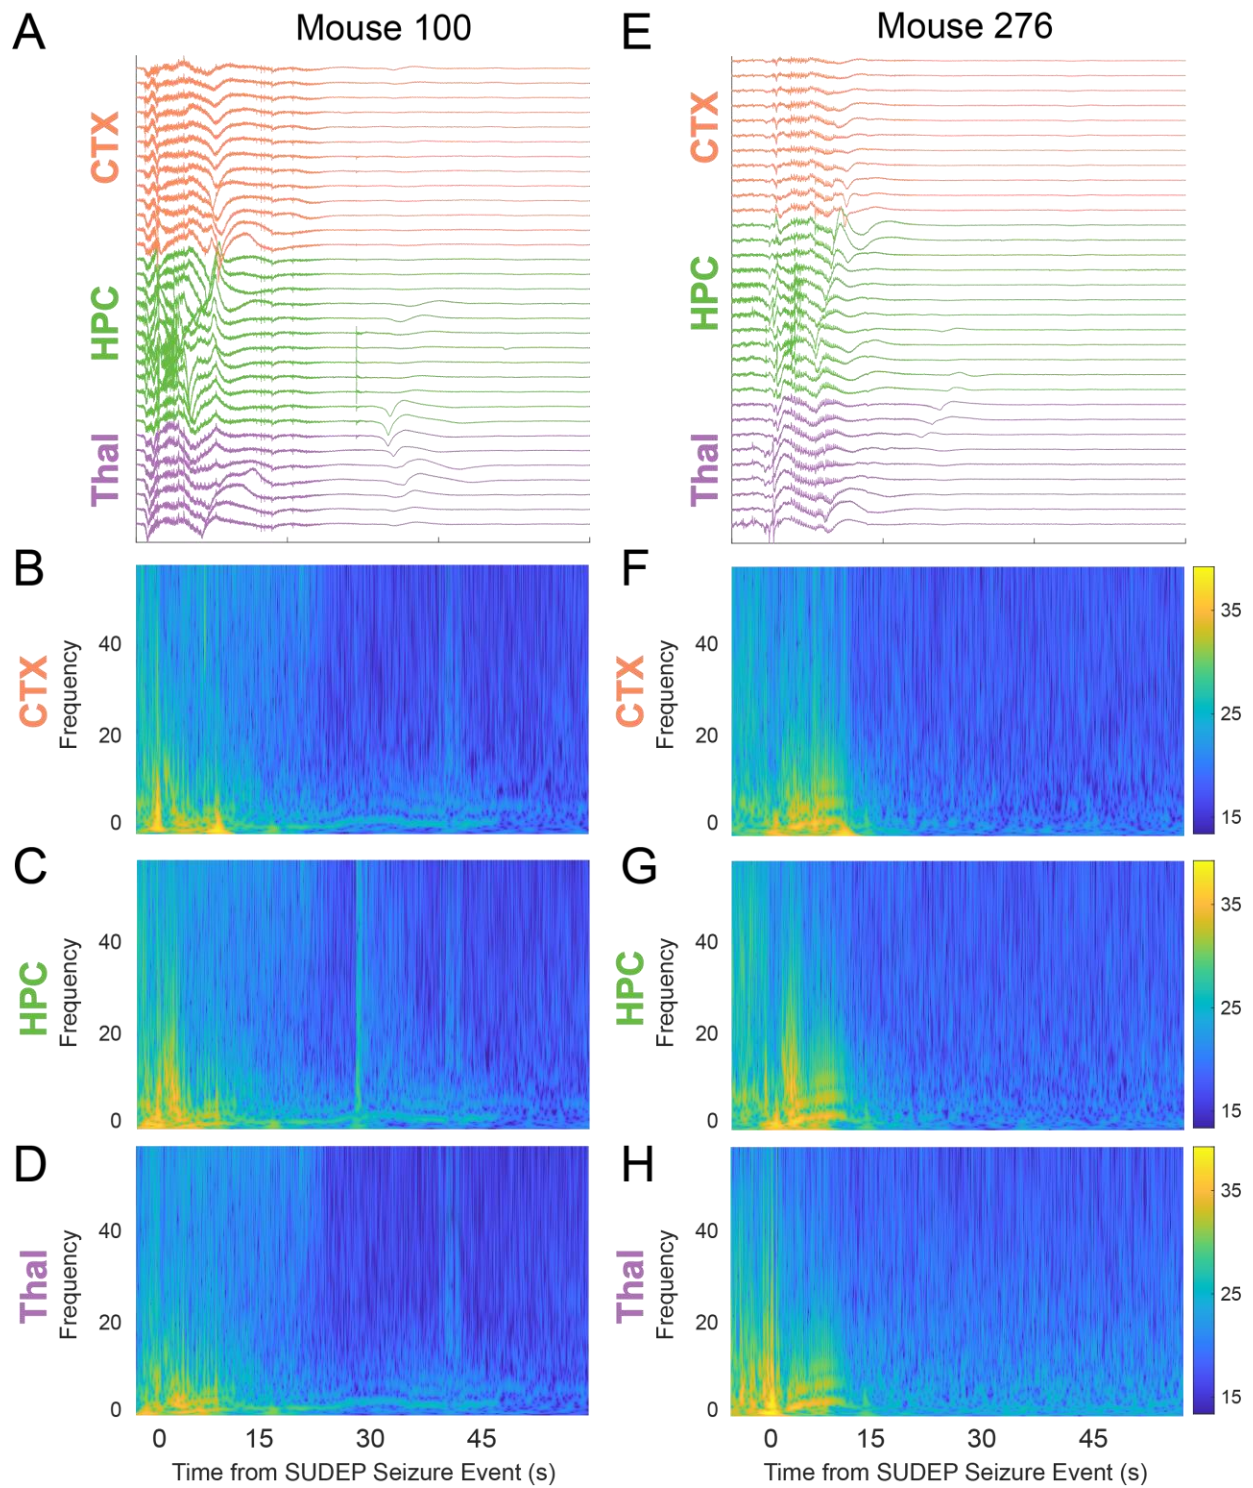 A
Mouse 100
CTX
HPC
Thal
E
Mouse 276
CTX
HPC
Thal
B
CTX
Frequency
40
20
0
F
CTX
Frequency
40
20
0
35
25
15
C
HPC
Frequency
40
20
0
G
HPC
Frequency
40
20
0
35
25
15
D
Thal
Frequency
40
20
0
0 15 30 45
Time from SUDEP Seizure Event (s)
H
Thal
Frequency
40
20
0
35
25
15
0 15 30 45
Time from SUDEP Seizure Event (s)